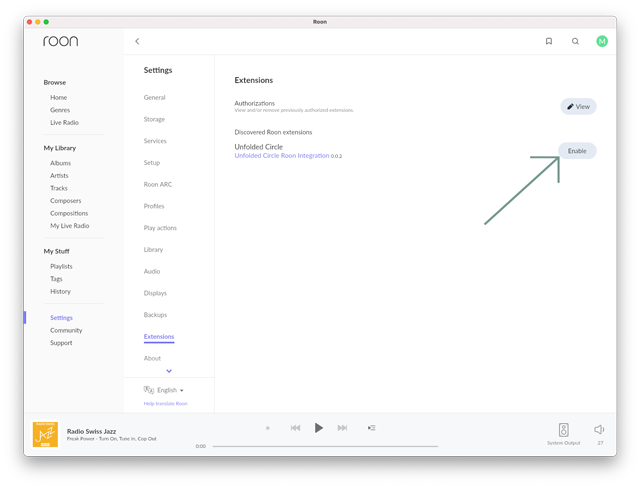 Roon
roon
M
Browse
Home
Genres
Live Radio
My Library
Albums
Artists
Tracks
Composers
Compositions
My Live Radio
My Stuff
Playlists
Tags
History
Settings
Community
Support
Settings
General
Storage
Services
Setup
Roon ARC
Profiles
Play actions
Library
Audio
Displays
Backups
Extensions
About
English
Help translate Roon
Extensions
Authorizations
View and/or remove previously authorized extensions.
View
Discovered Roon extensions
Unfolded Circle
Unfolded Circle Roon Integration 0.0.2
Enable
Radio Swiss Jazz
Freak Power - Turn On, Tune in, Cop Out
0:00
System Output
27